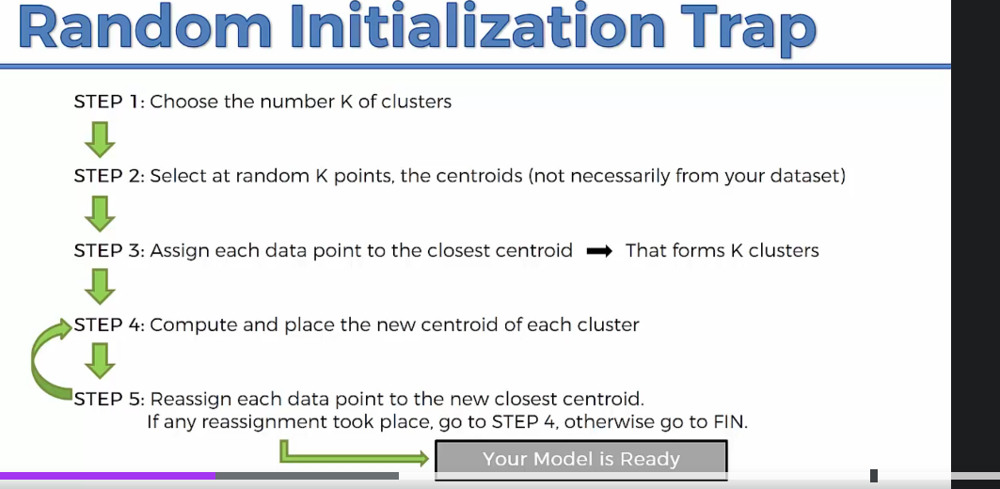 Random Initialization Trap
STEP 1: Choose the number K of clusters
STEP 2: Select at random K points, the centroids (not necessarily from your dataset)
STEP 3: Assign each data point to the closest centroid ➡ That forms K clusters
STEP 4: Compute and place the new centroid of each cluster
STEP 5: Reassign each data point to the new closest centroid.
If any reassignment took place, go to STEP 4, otherwise go to FIN.
Your Model is Ready